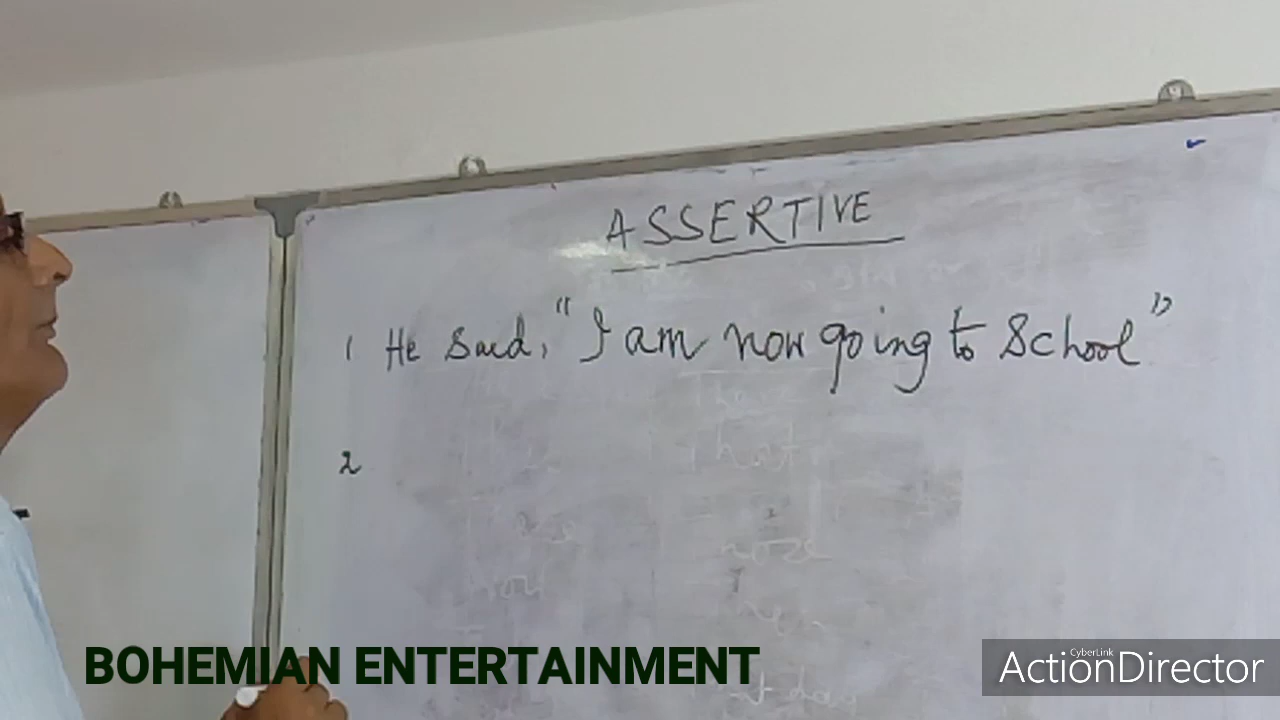 ASSERTIVE
1 He Said, "I am now going to School"
2
BOHEMIAN ENTERTAINMENT
CyberLink
ActionDirector